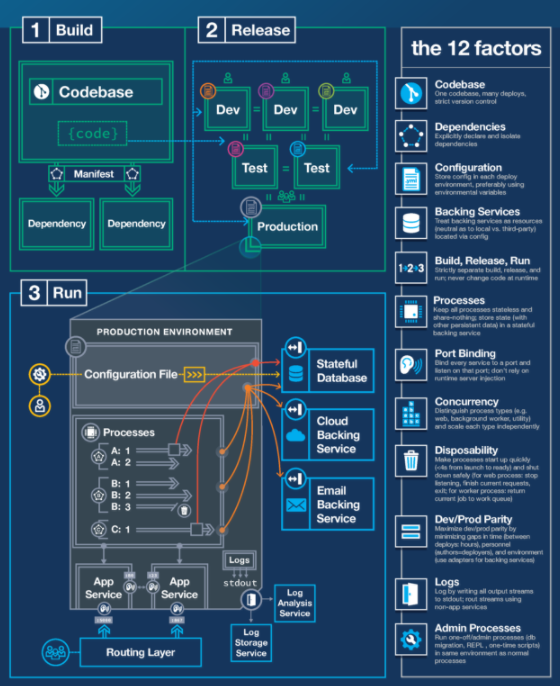 1 Build
2 Release
Codebase
{code}
Manifest
Dependency
Dependency
Dev
=
Dev
=
Dev
Test
=
Test
Production
3 Run
PRODUCTION ENVIRONMENT
Configuration File
>>>
Stateful
Database
Cloud
Backing
Service
Email
Backing
Service
Processes
A: 1
A: 2
B: 1
B: 2
B: 3
C: 1
App
Service
App
Service
Logs
stdout
Log
Analysis
Service
Log
Storage
Service
Routing Layer
the 12 factors
Codebase
One codebase, many deploys,
strict version control
Dependencies
Explicitly declare and isolate
dependencies
Configuration
Store config in each deploy
environment, preferably using
environmental variables
Backing Services
Treat backing services as resources
(neutral as to local vs. third-party)
located via config
1•2•3
Build, Release, Run
Strictly separate build, release, and
run; never change code at runtime
Processes
Keep all processes stateless and
share-nothing; store state (with
other persistent data) in a stateful
backing service
Port Binding
Bind every service to a port and
listen on that port; don't rely on
runtime server injection
Concurrency
Distinguish process types (e.g.
web, background worker, utility) and
scale each type independently
Disposability
Make processes start up quickly
(<4s from launch to ready) and shut
down safely (for web process: stop
listening, finish current requests,
exit; for worker process: return
current job to work queue)
Dev/Prod Parity
Maximize dev/prod parity by
minimizing gaps in time (between
deploys: hours), personnel
(authors=deployers), and environment
(use adapters for backing services)
Logs
Log by writing all output streams
to stdout; rout streams using
non-app services
Admin Processes
Run one-off/admin processes (db
migration, REPL , one-time scripts)
in same environment as normal
processes